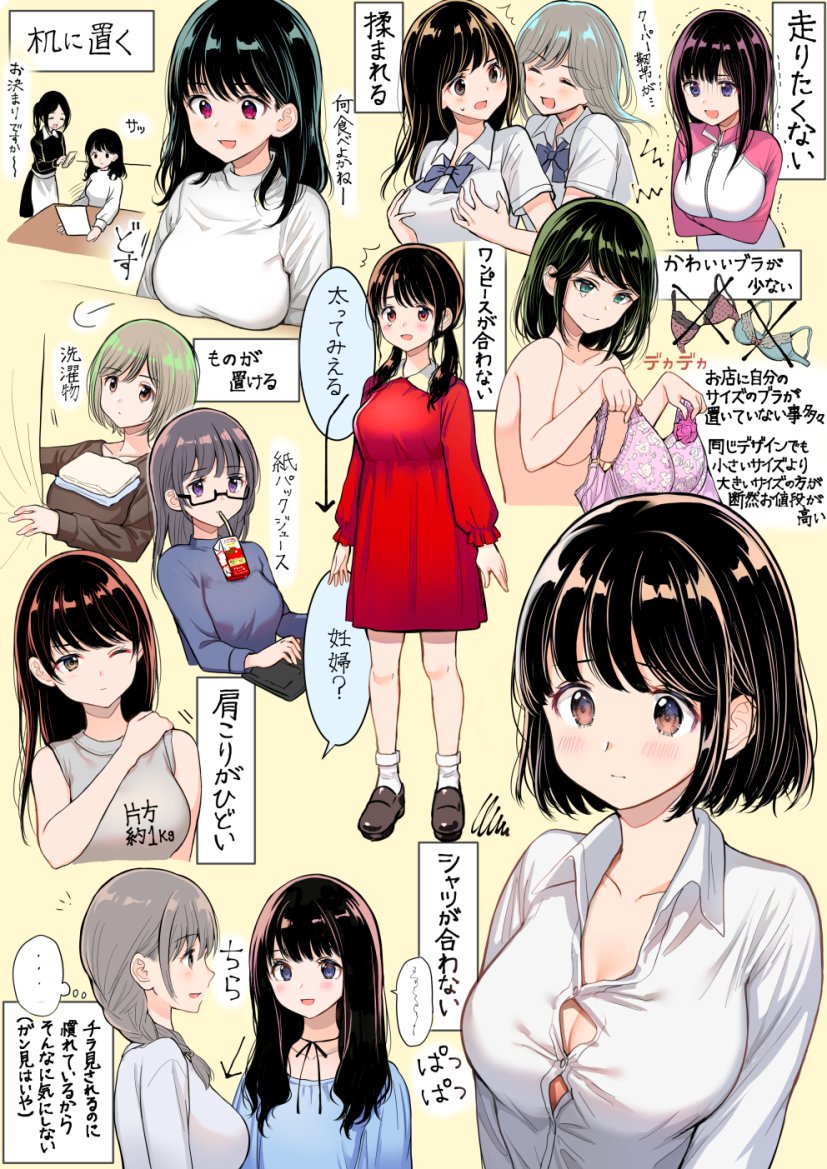 走りたくない
揉まれる
クーパー靭帯が…
机に置く
お決まりですか〜
サッ
何食べよかねー
どす
かわいいブラが
少ない
デカデカ
お店に自分の
サイズのブラが
置いていない事多々
同じデザインでも
小さいサイズより
大きいサイズの方が
断然お値段が
高い
ワンピースが合わない
太ってみえる
妊婦？
ものが
置ける
洗濯物
紙パックジュース
肩こりがひどい
片方
約1kg
シャツが合わない
ぱっ
ぱっ
ちら
...
チラ見されるのに
慣れているから
そんなに気にしない
(ガン見はいや)